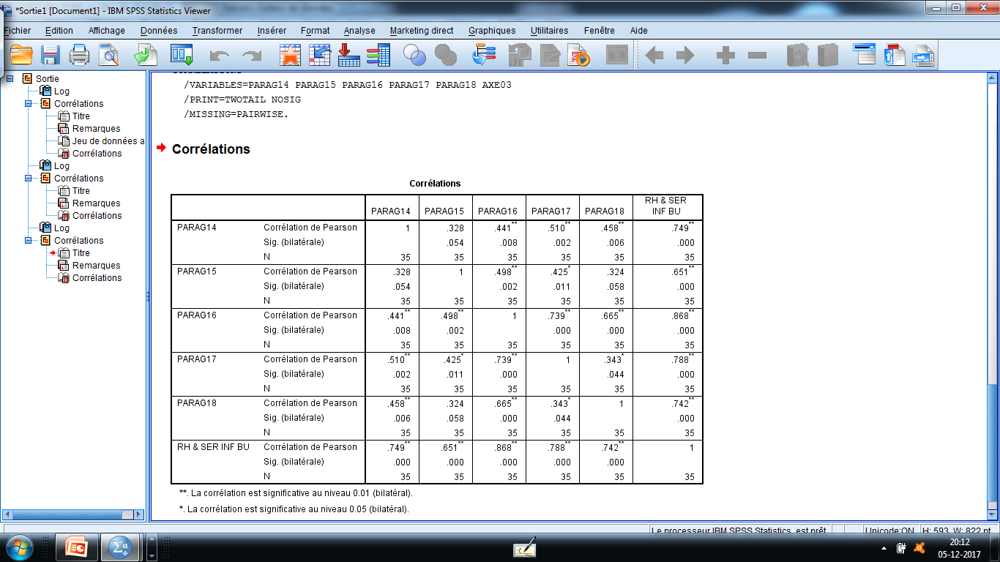 *Sortie1 [Document1] - IBM SPSS Statistics Viewer
Fichier Edition Affichage Données Transformer Insérer Format Analyse Marketing direct Graphiques Utilitaires Fenêtre Aide
Sortie
Log
Corrélations
Titre
Remarques
Jeu de données a
Corrélations
Log
Corrélations
Titre
Remarques
Corrélations
Log
Corrélations
Titre
Remarques
Corrélations
/VARIABLES=PARAG14 PARAG15 PARAG16 PARAG17 PARAG18 AXE03
/PRINT=TWOTAIL NOSIG
/MISSING=PAIRWISE.
Corrélations
Corrélations
RH & SER
PARAG14 PARAG15 PARAG16 PARAG17 PARAG18 INF BU
PARAG14 Corrélation de Pearson 1 .328 .441** .510** .458** .749**
Sig. (bilatérale) .054 .008 .002 .006 .000
N 35 35 35 35 35 35
PARAG15 Corrélation de Pearson .328 1 .498** .425* .324 .651**
Sig. (bilatérale) .054 .002 .011 .058 .000
N 35 35 35 35 35 35
PARAG16 Corrélation de Pearson .441** .498** 1 .739** .665** .868**
Sig. (bilatérale) .008 .002 .000 .000 .000
N 35 35 35 35 35 35
PARAG17 Corrélation de Pearson .510** .425* .739** 1 .343* .788**
Sig. (bilatérale) .002 .011 .000 .044 .000
N 35 35 35 35 35 35
PARAG18 Corrélation de Pearson .458** .324 .665** .343* 1 .742**
Sig. (bilatérale) .006 .058 .000 .044 .000
N 35 35 35 35 35 35
RH & SER INF BU Corrélation de Pearson .749** .651** .868** .788** .742** 1
Sig. (bilatérale) .000 .000 .000 .000 .000
N 35 35 35 35 35 35
**. La corrélation est significative au niveau 0.01 (bilatéral).
*. La corrélation est significative au niveau 0.05 (bilatéral).
Le processeur IBM SPSS Statistics est prêt Unicode:ON H: 593, W: 822 pt
20:12
05-12-2017